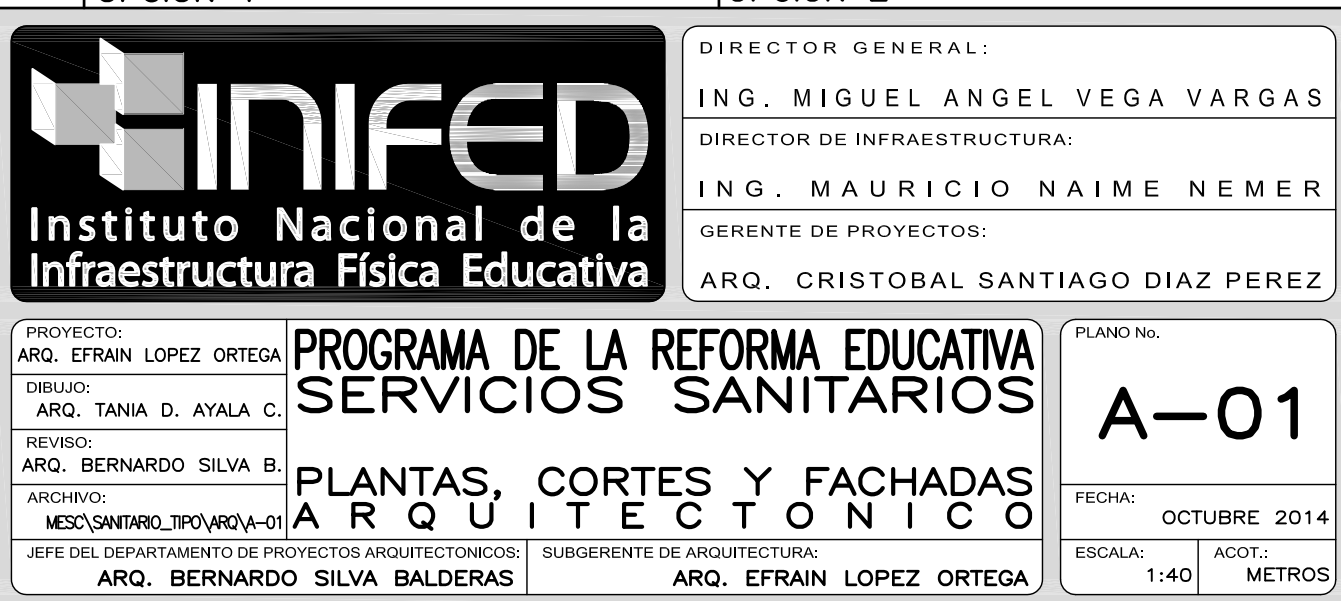 OPCION 1
OPCION 2
INIFED
Instituto Nacional de la
Infraestructura Física Educativa
DIRECTOR GENERAL:
ING. MIGUEL ANGEL VEGA VARGAS
DIRECTOR DE INFRAESTRUCTURA:
ING. MAURICIO NAIME NEMER
GERENTE DE PROYECTOS:
ARQ. CRISTOBAL SANTIAGO DIAZ PEREZ
PROYECTO:
ARQ. EFRAIN LOPEZ ORTEGA
DIBUJO:
ARQ. TANIA D. AYALA C.
REVISO:
ARQ. BERNARDO SILVA B.
ARCHIVO:
MESC\SANITARIO_TIPO\ARQ\A-01
PROGRAMA DE LA REFORMA EDUCATIVA
SERVICIOS SANITARIOS
PLANTAS, CORTES Y FACHADAS
ARQUITECTONICO
JEFE DEL DEPARTAMENTO DE PROYECTOS ARQUITECTONICOS:
ARQ. BERNARDO SILVA BALDERAS
SUBGERENTE DE ARQUITECTURA:
ARQ. EFRAIN LOPEZ ORTEGA
PLANO No.
A-01
FECHA:
OCTUBRE 2014
ESCALA:
1:40
ACOT.:
METROS